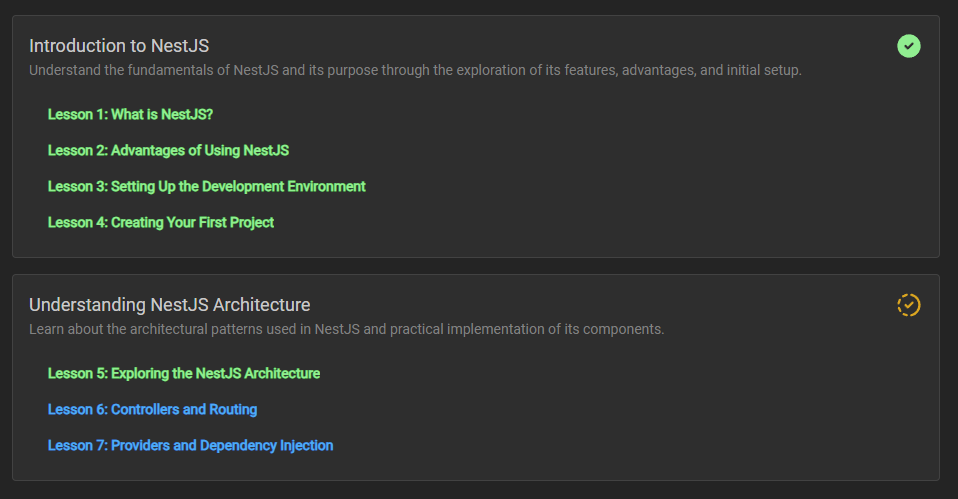 Introduction to NestJS
Understand the fundamentals of NestJS and its purpose through the exploration of its features, advantages, and initial setup.
Lesson 1: What is NestJS?
Lesson 2: Advantages of Using NestJS
Lesson 3: Setting Up the Development Environment
Lesson 4: Creating Your First Project
Understanding NestJS Architecture
Learn about the architectural patterns used in NestJS and practical implementation of its components.
Lesson 5: Exploring the NestJS Architecture
Lesson 6: Controllers and Routing
Lesson 7: Providers and Dependency Injection